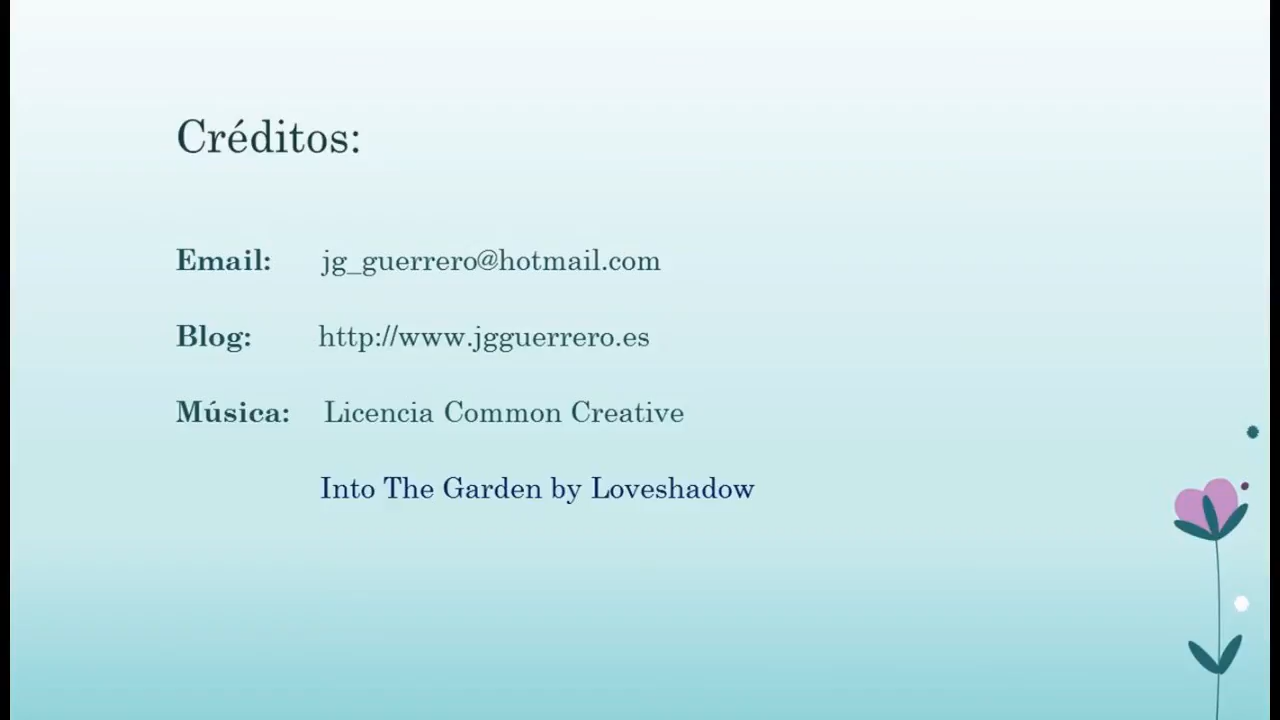 Créditos:
Email: jg_guerrero@hotmail.com
Blog: http://www.jgguerrero.es
Música: Licencia Common Creative
Into The Garden by Loveshadow